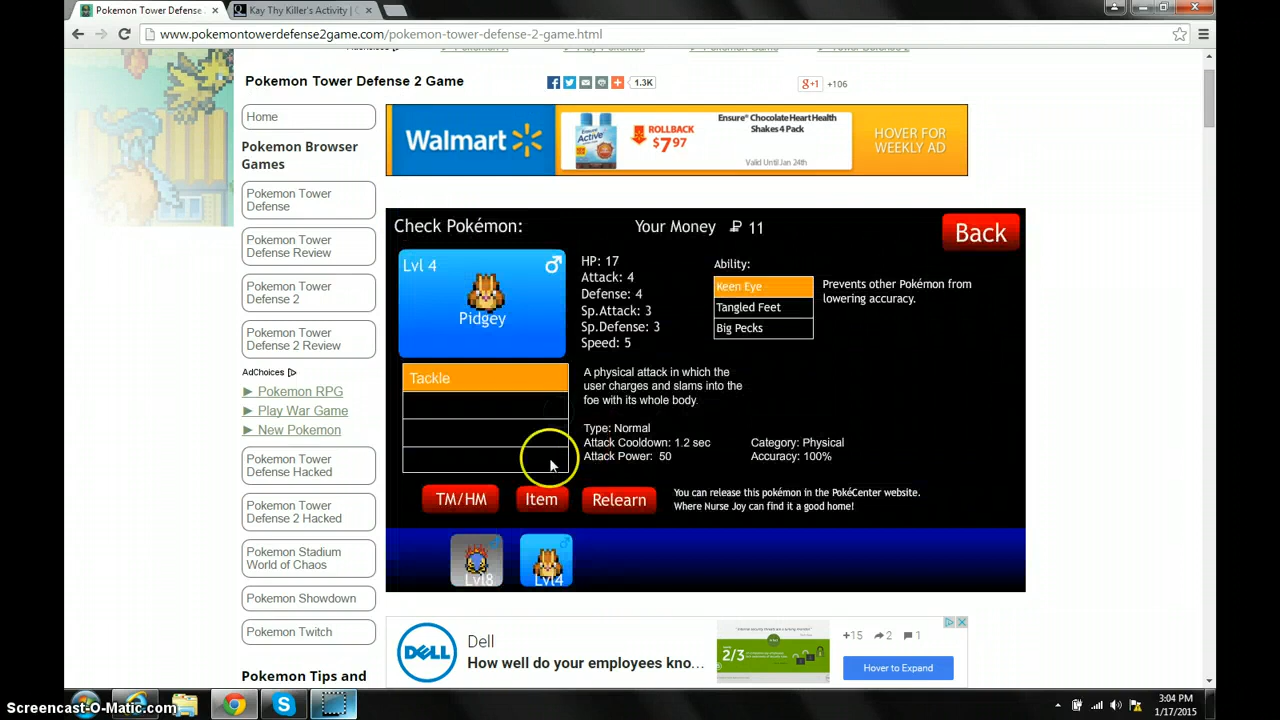 Pokemon Tower Defense
Kay Thy Killer's Activity | Q
www.pokemontowerdefense2game.com/pokemon-tower-defense-2-game.html
Pokemon Tower Defense 2 Game
1.3K
g+1 +106
Home
Pokemon Browser
Games
Pokemon Tower
Defense
Pokemon Tower
Defense Review
Pokemon Tower
Defense 2
Pokemon Tower
Defense 2 Review
AdChoices
► Pokemon RPG
► Play War Game
► New Pokemon
Pokemon Tower
Defense Hacked
Pokemon Tower
Defense 2 Hacked
Pokemon Stadium
World of Chaos
Pokemon Showdown
Pokemon Twitch
Pokemon Tips and
Walmart
ROLLBACK
$7.97
Ensure® Chocolate Heart Health
Shakes 4 Pack
Valid Until Jan 24th
HOVER FOR
WEEKLY AD
Check Pokémon:
Your Money ₽ 11
Back
Lvl 4
Pidgey
HP: 17
Attack: 4
Defense: 4
Sp.Attack: 3
Sp.Defense: 3
Speed: 5
Ability:
Keen Eye
Tangled Feet
Big Pecks
Prevents other Pokémon from
lowering accuracy.
Tackle
A physical attack in which the
user charges and slams into the
foe with its whole body.
Type: Normal
Attack Cooldown: 1.2 sec
Category: Physical
Attack Power: 50
Accuracy: 100%
TM/HM
Item
Relearn
You can release this pokémon in the PokéCenter website.
Where Nurse Joy can find it a good home!
Lvl8
Lvl4
DELL
Dell
How well do your employees kno...
2/3
+15
2
1
Hover to Expand
Screencast-O-Matic.com
3:04 PM
1/17/2015